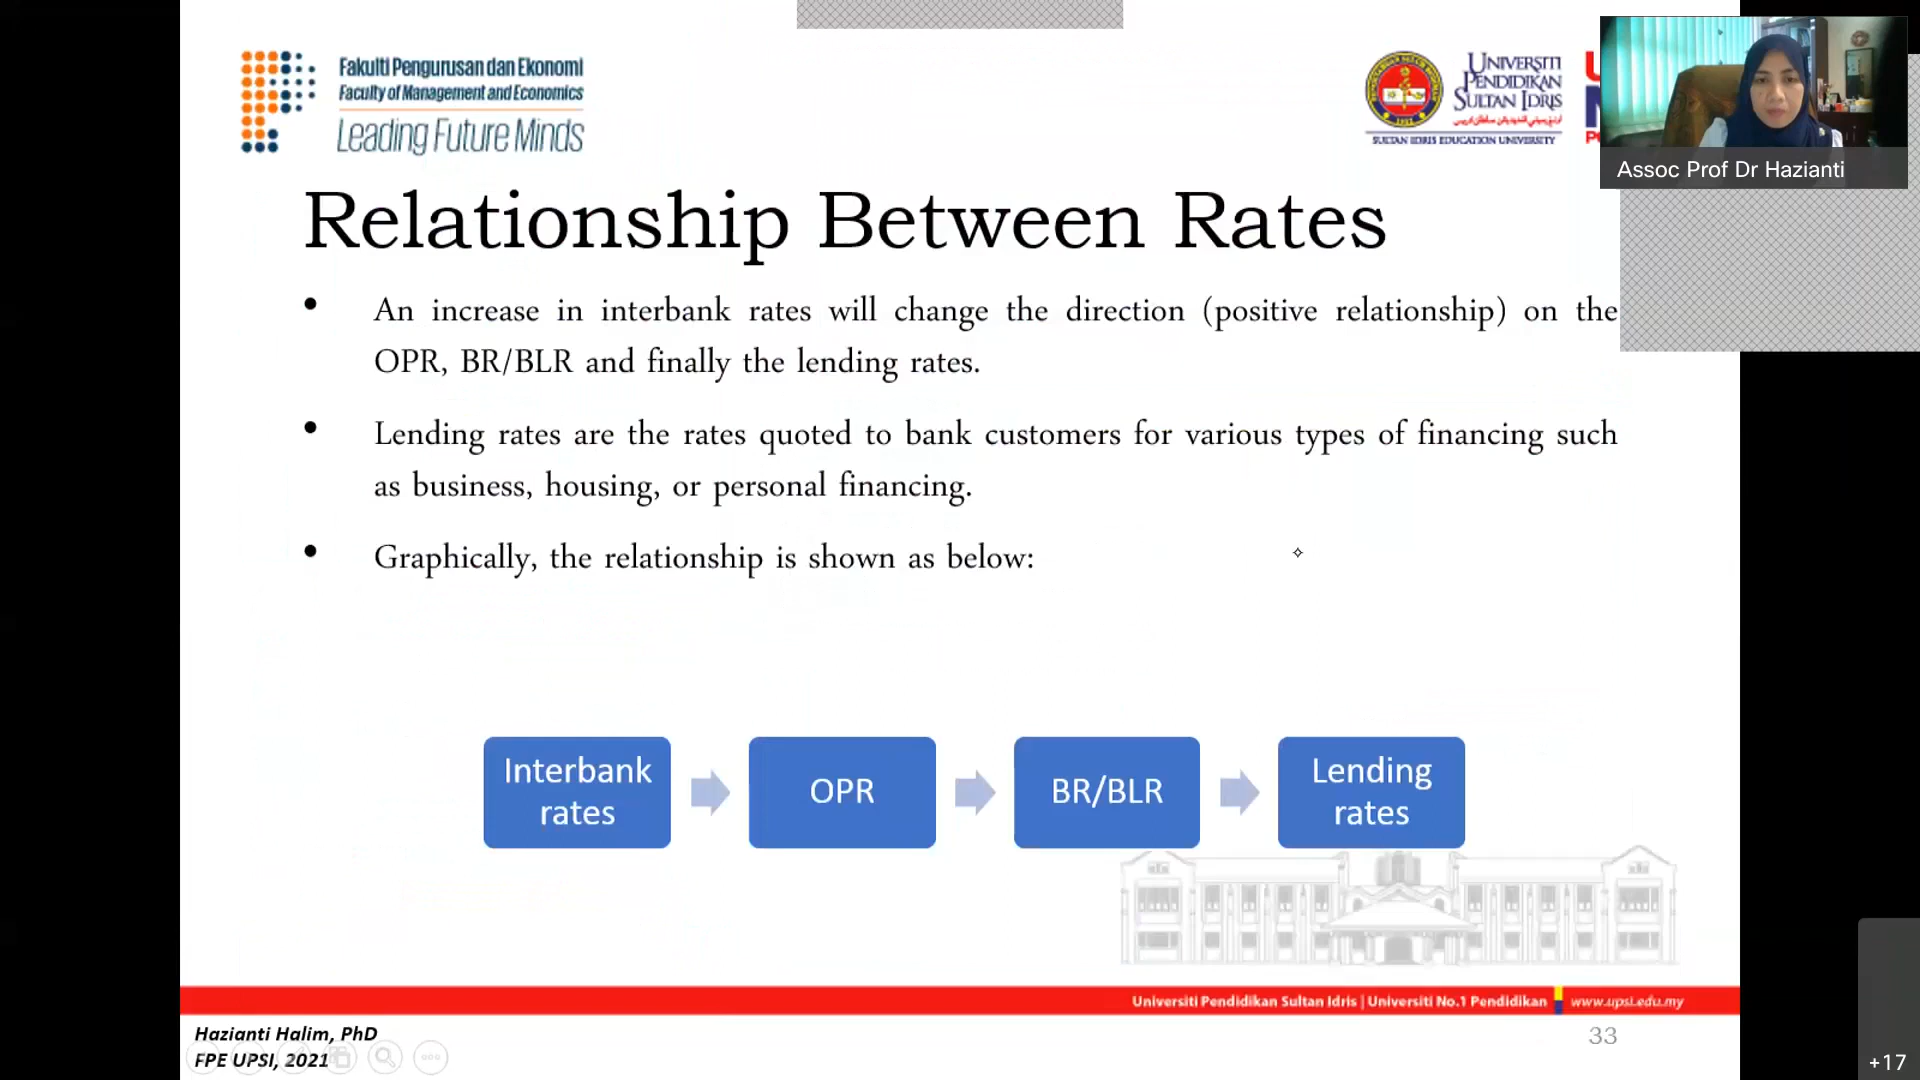 Fakulti Pengurusan dan Ekonomi
Faculty of Management and Economics
Leading Future Minds
UNIVERSITI
PENDIDIKAN
SULTAN IDRIS
SULTAN IDRIS EDUCATION UNIVERSITY
Assoc Prof Dr Hazianti
Relationship Between Rates
• An increase in interbank rates will change the direction (positive relationship) on the
OPR, BR/BLR and finally the lending rates.
• Lending rates are the rates quoted to bank customers for various types of financing such
as business, housing, or personal financing.
• Graphically, the relationship is shown as below:
Interbank
rates
OPR
BR/BLR
Lending
rates
Universiti Pendidikan Sultan Idris | Universiti No.1 Pendidikan
www.upsi.edu.my
Hazianti Halim, PhD
FPE UPSI, 2021
33
+17